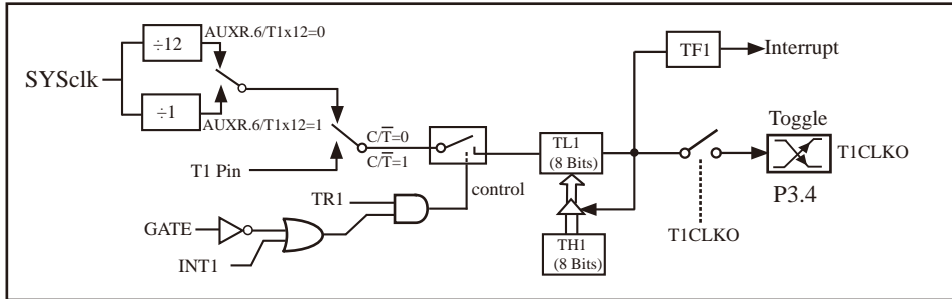 AUXR.6/T1x12=0
÷12
SYSclk
÷1
AUXR.6/T1x12=1
T1 Pin
C/T̅=0
C/T̅=1
TR1
control
GATE
INT1
TL1
(8 Bits)
TH1
(8 Bits)
TF1
Interrupt
Toggle
T1CLKO
P3.4
T1CLKO